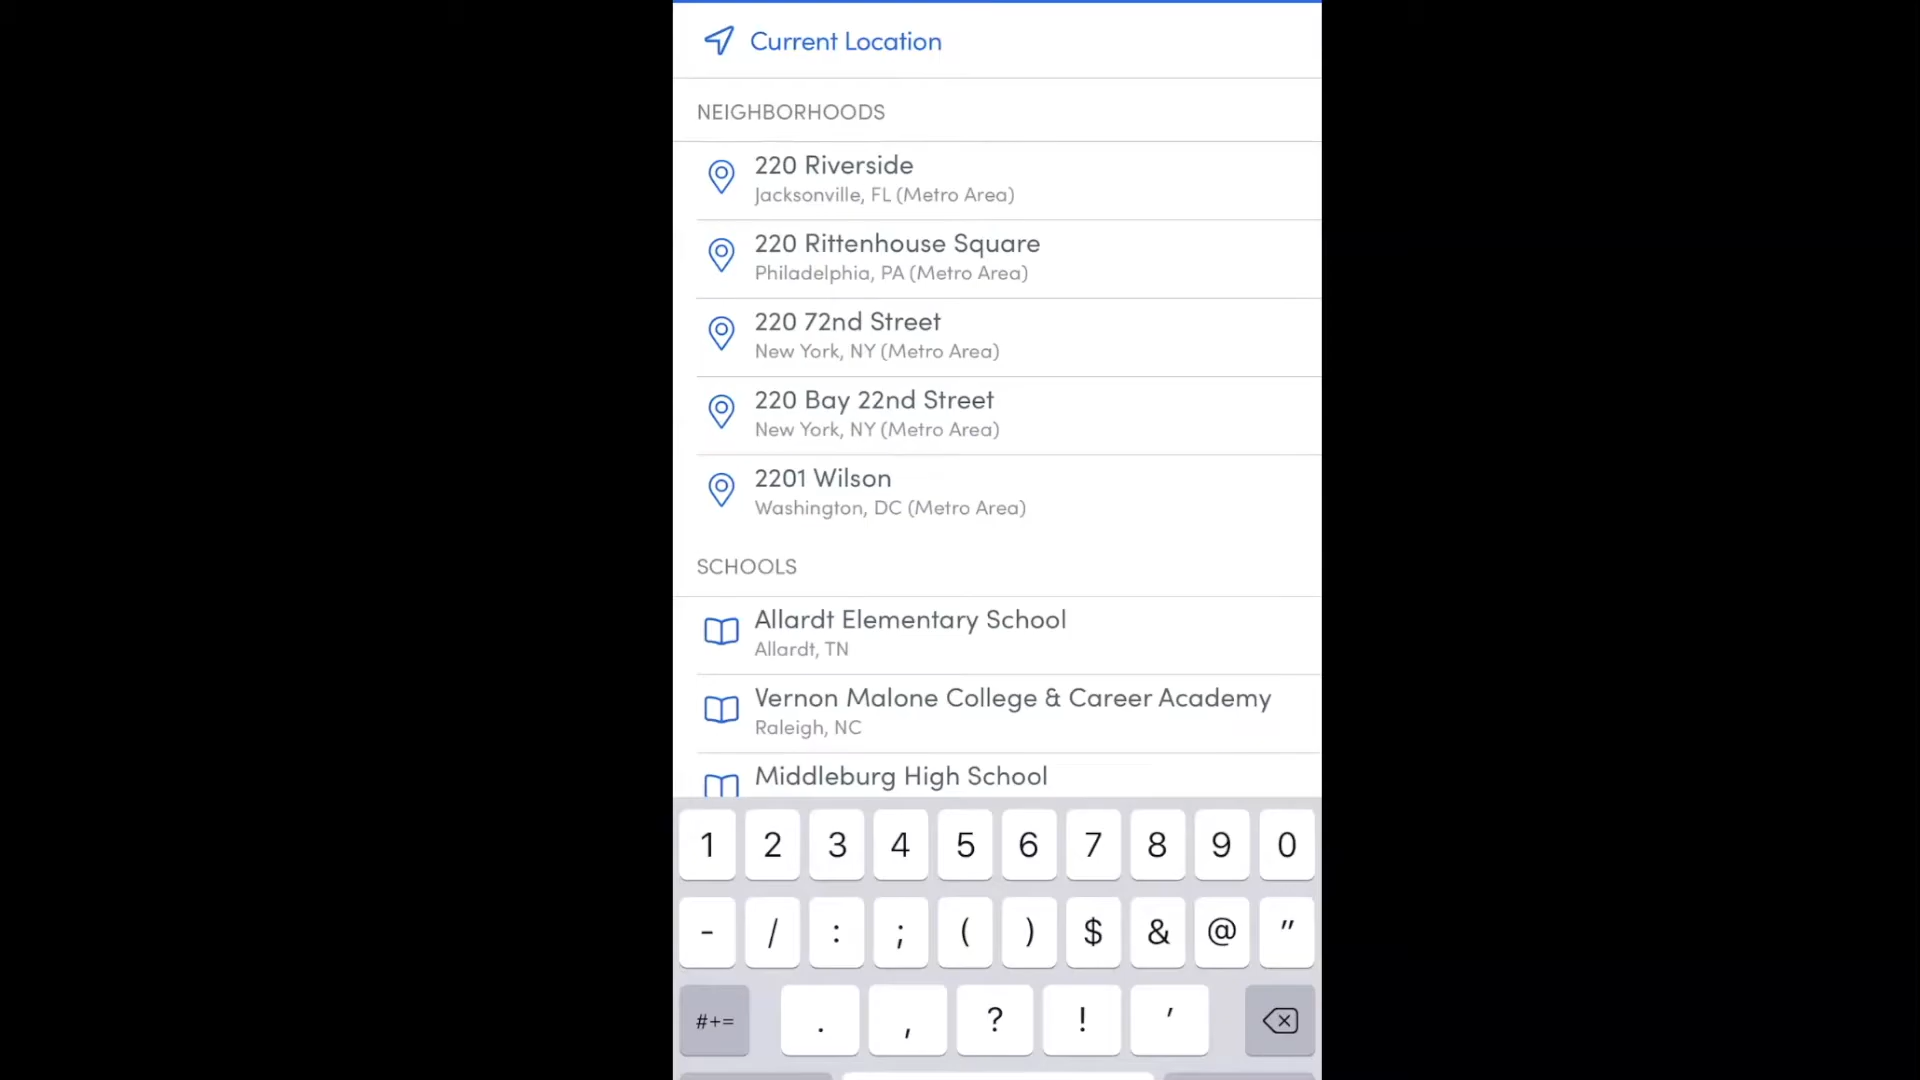 Current Location
NEIGHBORHOODS
220 Riverside
Jacksonville, FL (Metro Area)
220 Rittenhouse Square
Philadelphia, PA (Metro Area)
220 72nd Street
New York, NY (Metro Area)
220 Bay 22nd Street
New York, NY (Metro Area)
2201 Wilson
Washington, DC (Metro Area)
SCHOOLS
Allardt Elementary School
Allardt, TN
Vernon Malone College & Career Academy
Raleigh, NC
Middleburg High School
1 2 3 4 5 6 7 8 9 0
- / : ; ( ) $ & @ "
#+= . , ? ! '